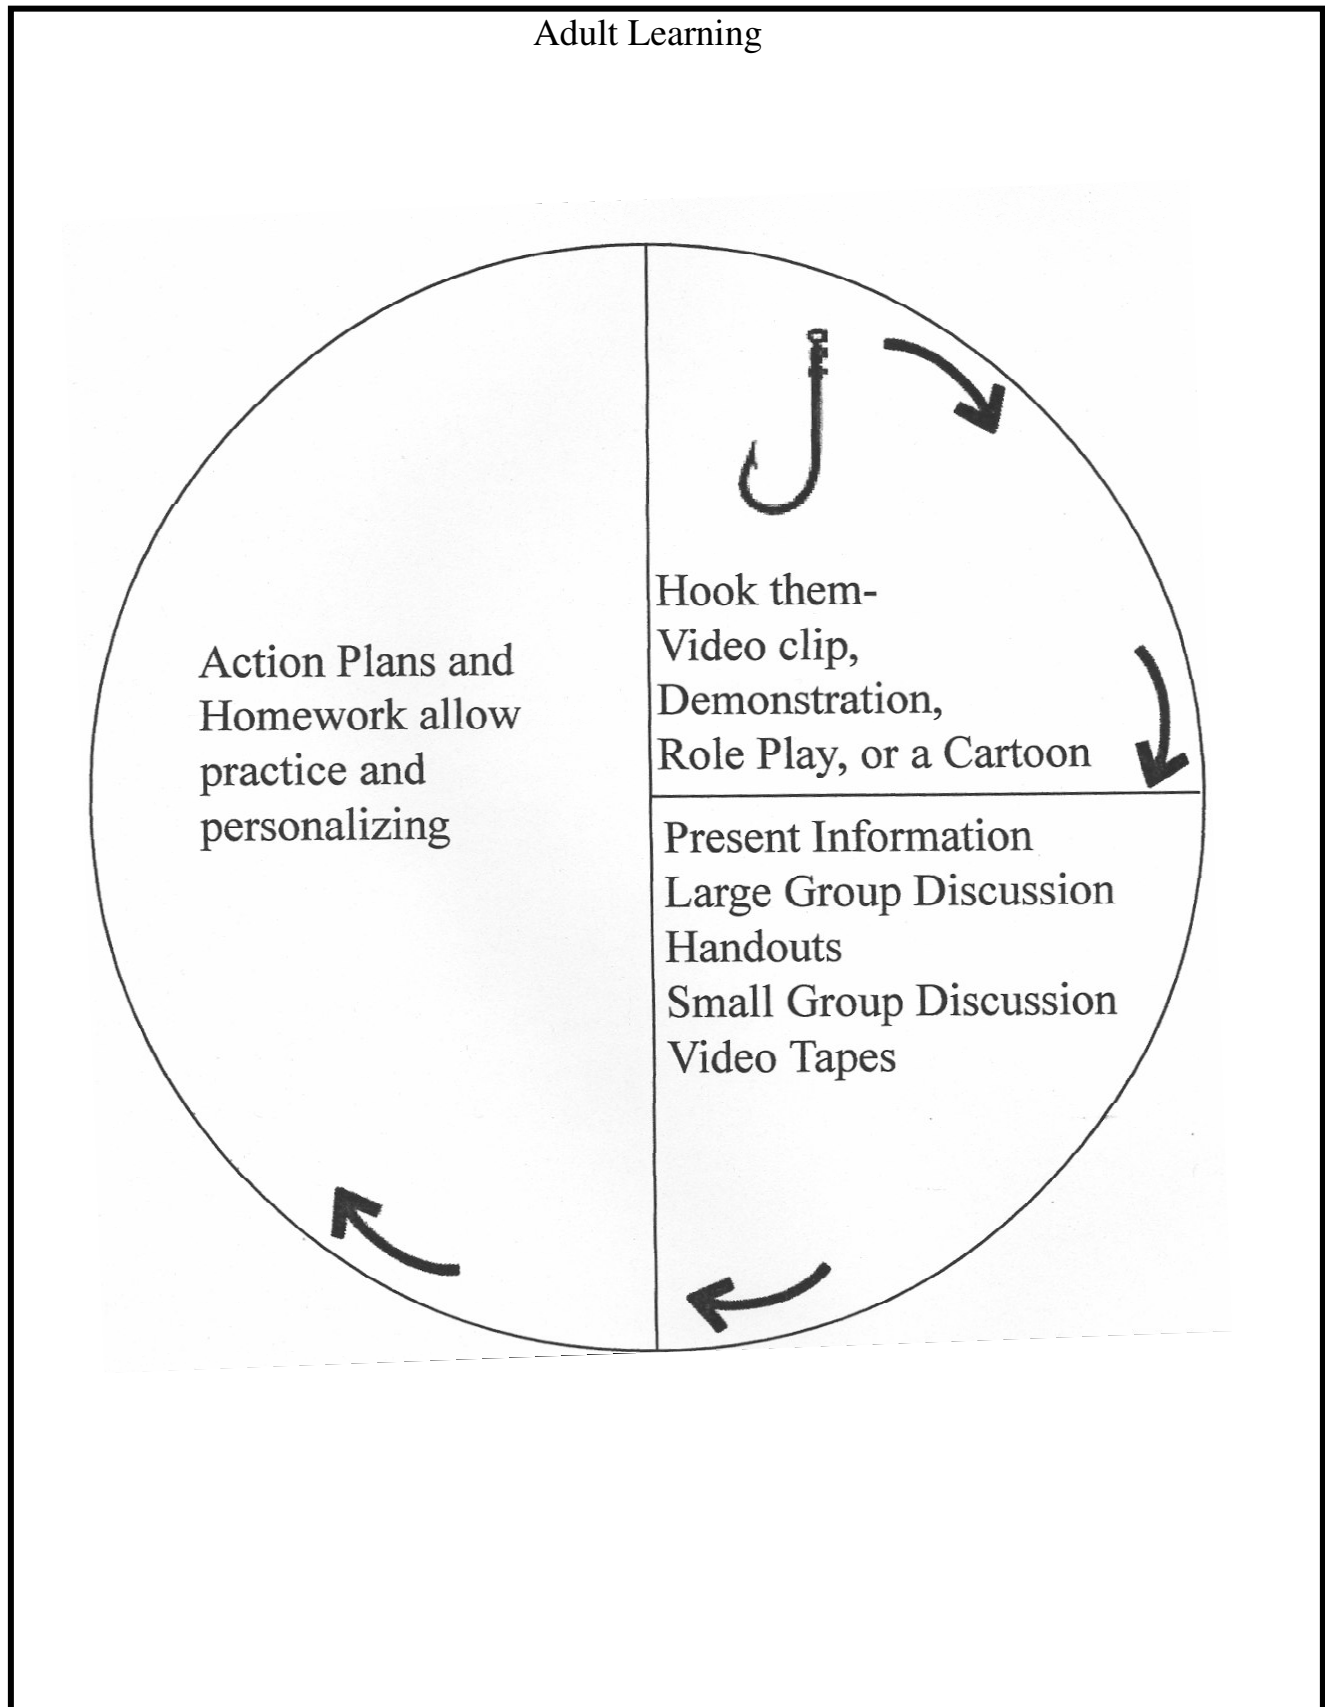 Adult Learning
Hook them-
Video clip,
Demonstration,
Role Play, or a Cartoon
Present Information
Large Group Discussion
Handouts
Small Group Discussion
Video Tapes
Action Plans and
Homework allow
practice and
personalizing